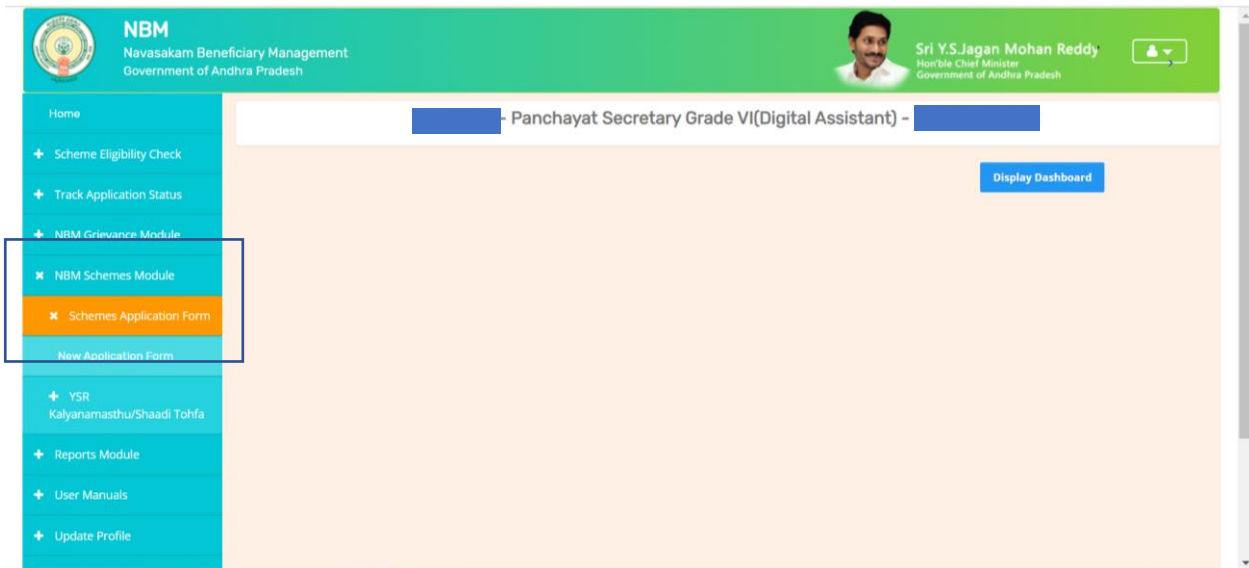 NBM
Navasakam Beneficiary Management
Government of Andhra Pradesh
Sri Y.S.Jagan Mohan Reddy
Hon'ble Chief Minister
Government of Andhra Pradesh
Home
- Panchayat Secretary Grade VI(Digital Assistant) -
Scheme Eligibility Check
Display Dashboard
Track Application Status
NBM Grievance Module
NBM Schemes Module
Schemes Application Form
New Application Form
YSR
Kalyanamasthu/Shaadi Tohfa
Reports Module
User Manuals
Update Profile